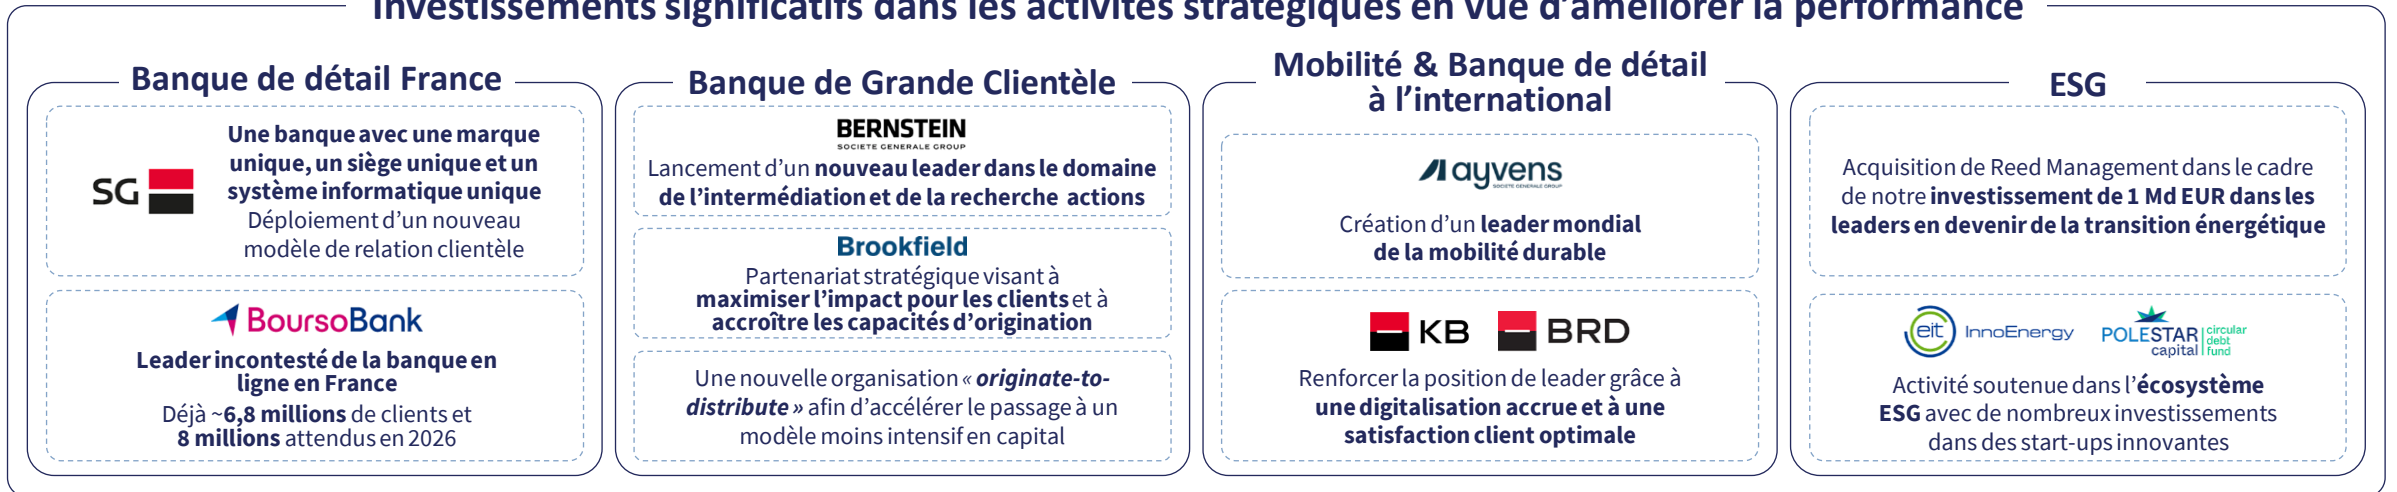 Investissements significatifs dans les activités stratégiques en vue d’améliorer la performance
Banque de détail France
SG
Une banque avec une marque
unique, un siège unique et un
système informatique unique
Déploiement d’un nouveau
modèle de relation clientèle
BoursoBank
Leader incontesté de la banque en
ligne en France
Déjà ~6,8 millions de clients et
8 millions attendus en 2026
Banque de Grande Clientèle
BERNSTEIN
SOCIETE GENERALE GROUP
Lancement d’un nouveau leader dans le domaine
de l’intermédiation et de la recherche actions
Brookfield
Partenariat stratégique visant à
maximiser l’impact pour les clients et à
accroître les capacités d’origination
Une nouvelle organisation « originate-to-
distribute » afin d’accélérer le passage à un
modèle moins intensif en capital
Mobilité & Banque de détail
à l’international
ayvens
SOCIETE GENERALE GROUP
Création d’un leader mondial
de la mobilité durable
KB BRD
Renforcer la position de leader grâce à
une digitalisation accrue et à une
satisfaction client optimale
ESG
Acquisition de Reed Management dans le cadre
de notre investissement de 1 Md EUR dans les
leaders en devenir de la transition énergétique
eit InnoEnergy
POLESTAR capital circular debt fund
Activité soutenue dans l’écosystème
ESG avec de nombreux investissements
dans des start-ups innovantes